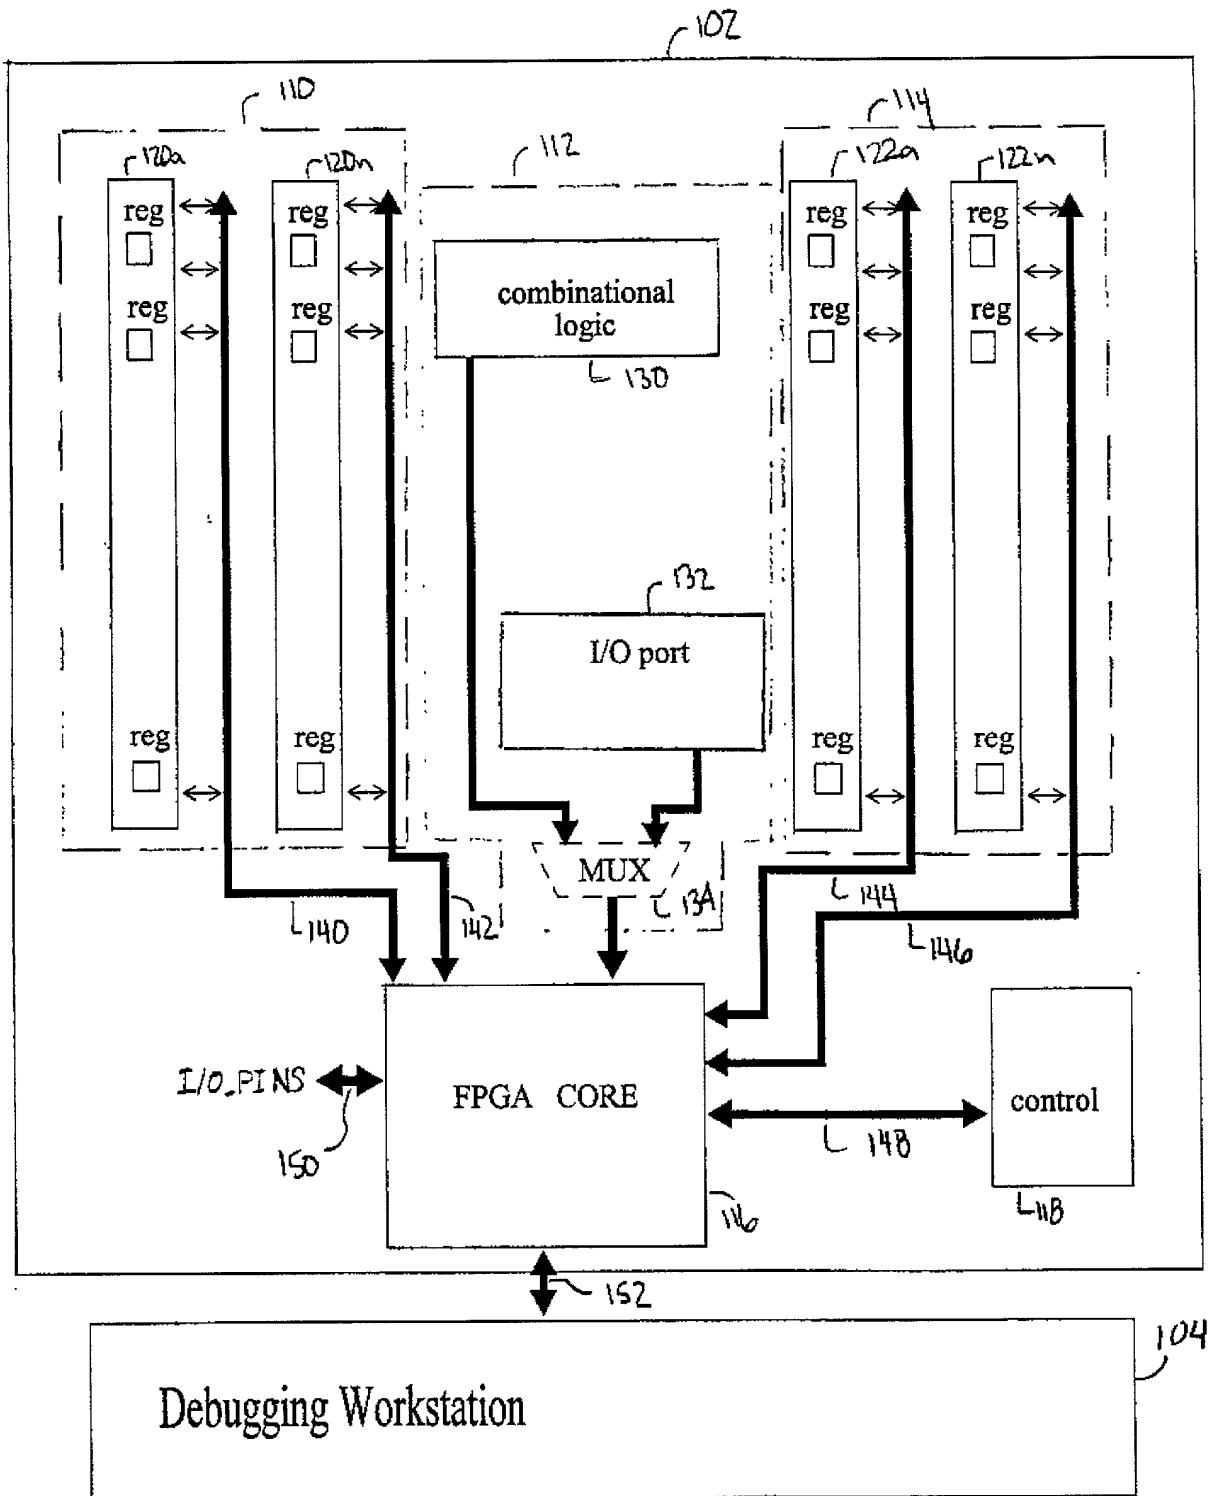 102
110
114
112
120a
120n
122a
122n
reg
reg
reg
reg
reg
reg
reg
reg
combinational
logic
130
132
I/O port
reg
reg
reg
reg
MUX
134
140
142
144
146
I/O_PINS
150
FPGA CORE
control
148
116
118
152
104
Debugging Workstation